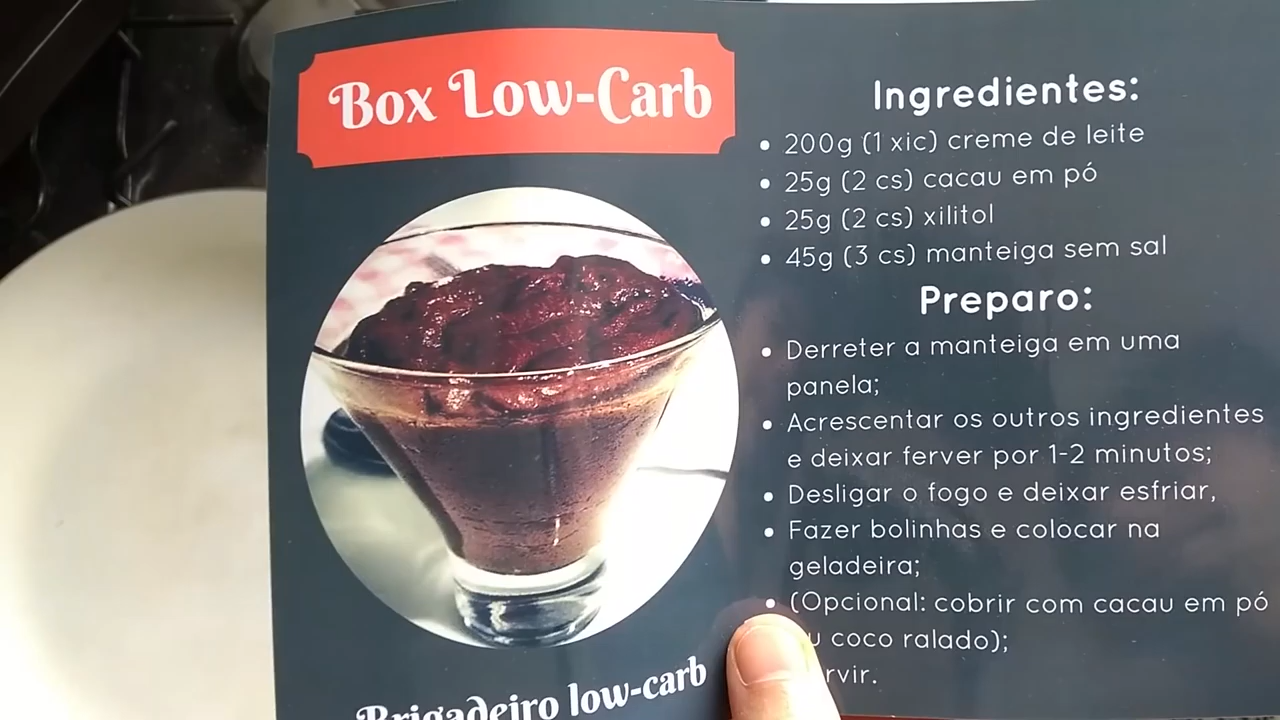 Box Low-Carb
Brigadeiro low-carb
Ingredientes:
• 200g (1 xic) creme de leite
• 25g (2 cs) cacau em pó
• 25g (2 cs) xilitol
• 45g (3 cs) manteiga sem sal
Preparo:
• Derreter a manteiga em uma
panela;
• Acrescentar os outros ingredientes
e deixar ferver por 1-2 minutos;
• Desligar o fogo e deixar esfriar,
• Fazer bolinhas e colocar na
geladeira;
• (Opcional: cobrir com cacau em pó
coco ralado);